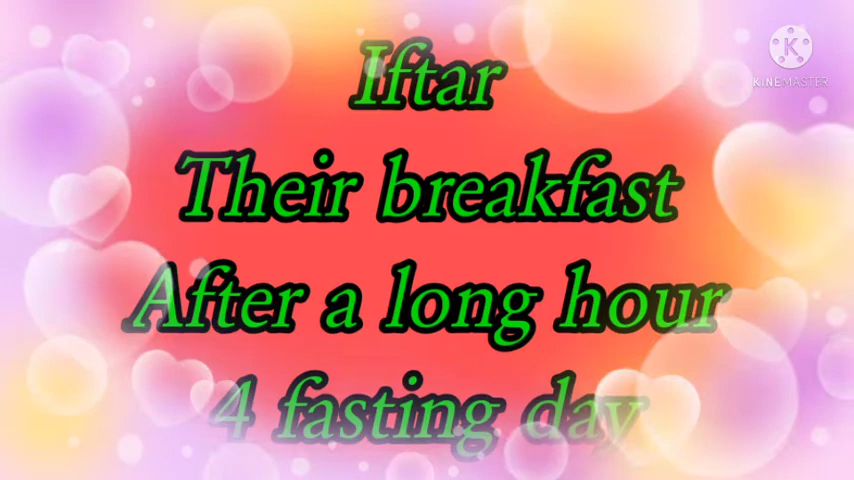 Iftar
Their breakfast
After a long hour
4 fasting day
KINEMASTER